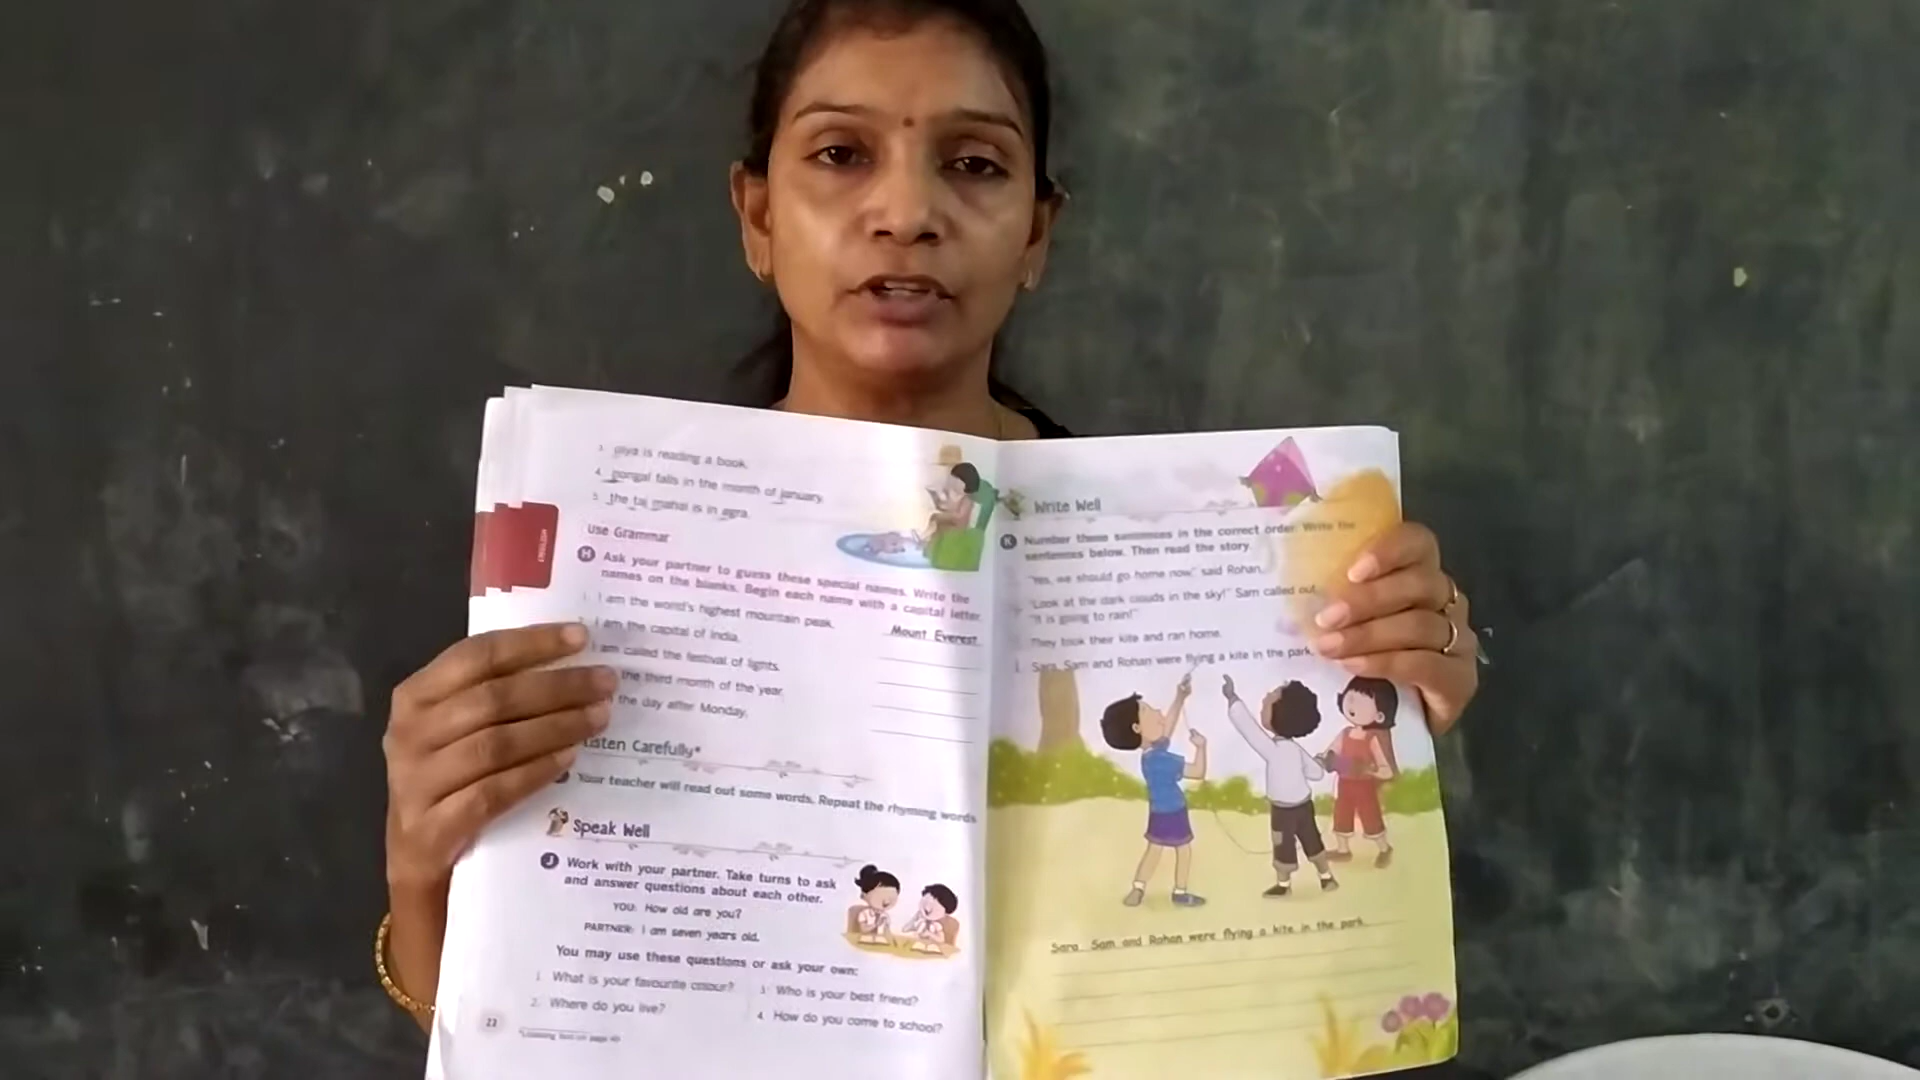 3. diya is reading a book.
4. pongal falls in the month of january.
5. the taj mahal is in agra.
Use Grammar
H Ask your partner to guess these special names. Write the
names on the blanks. Begin each name with a capital letter.
1. I am the world's highest mountain peak.
Mount Everest
I am the capital of India.
I am called the festival of lights.
the third month of the year.
the day after Monday.
Listen Carefully*
Your teacher will read out some words. Repeat the rhyming words
Speak Well
J Work with your partner. Take turns to ask
and answer questions about each other.
YOU: How old are you?
PARTNER: I am seven years old.
You may use these questions or ask your own:
1. What is your favourite colour?
2. Where do you live?
3. Who is your best friend?
4. How do you come to school?
22
ENGLISH
Write Well
K Number these sentences in the correct order. Write the
sentences below. Then read the story.
"Yes, we should go home now," said Rohan.
"Look at the dark clouds in the sky!" Sam called out.
"It is going to rain!"
They took their kite and ran home.
1 Sara, Sam and Rohan were flying a kite in the park.
Sara, Sam and Rohan were flying a kite in the park.